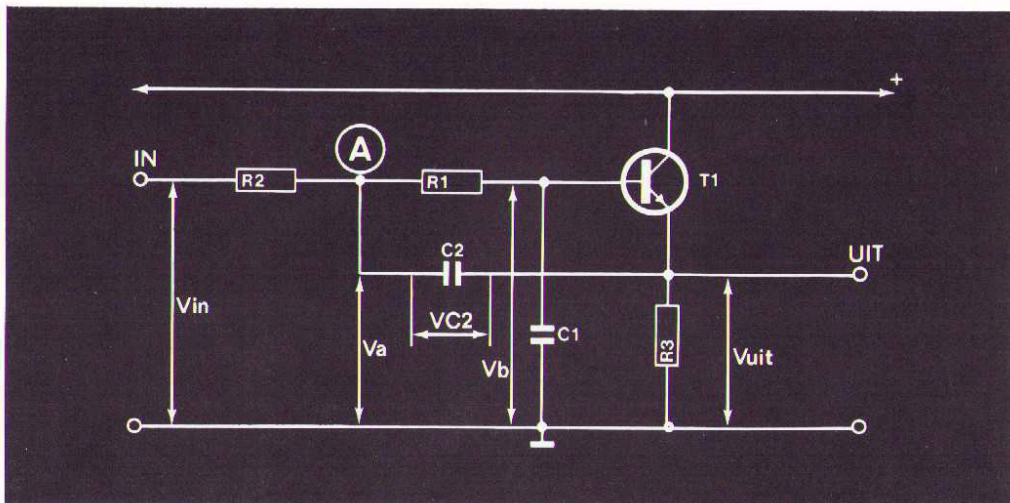 +
IN
A
R2
R1
T1
C2
UIT
Vin
VC2
Va
Vb
C1
R3
Vuit